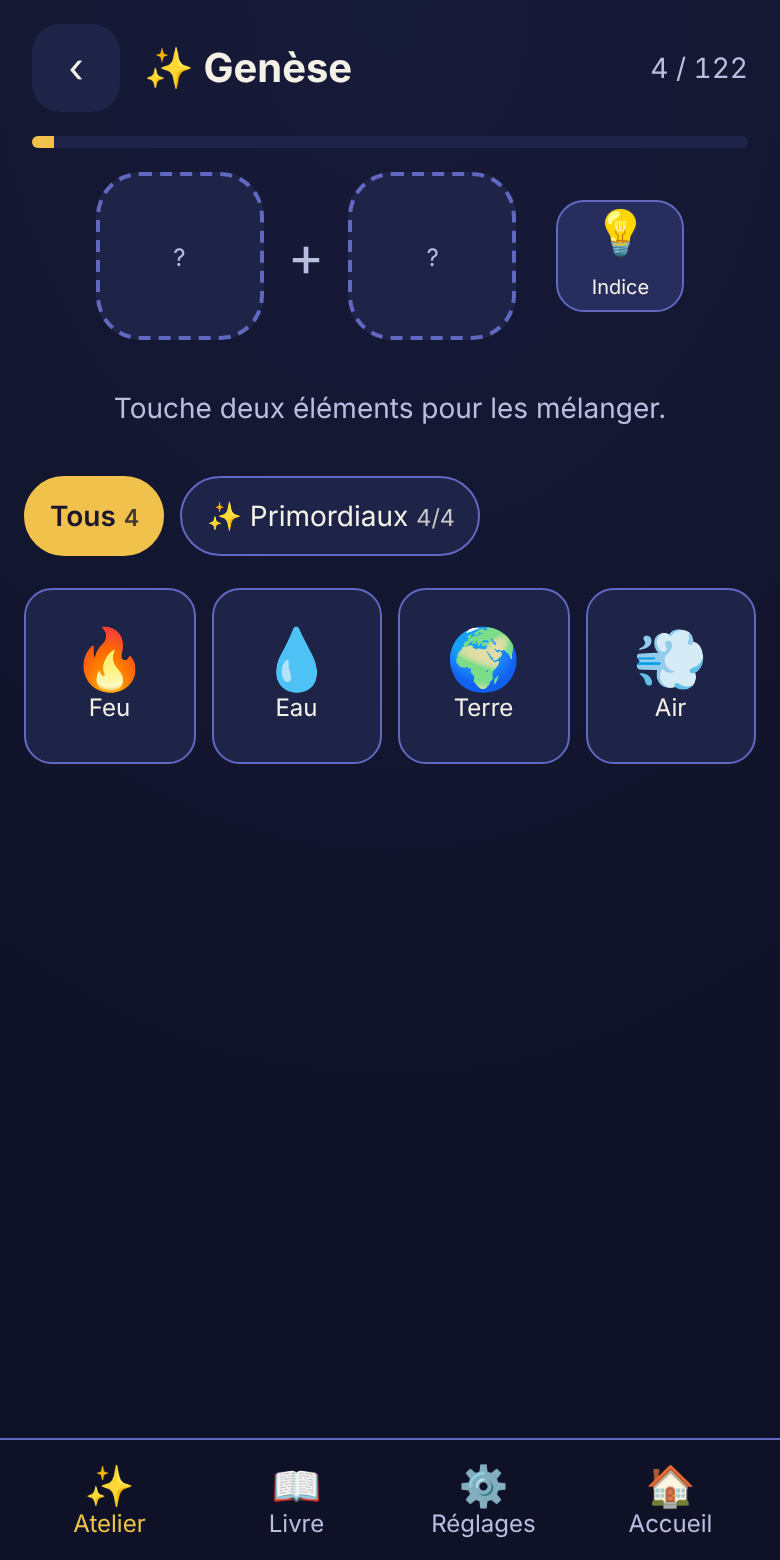 ‹ ✨ Genèse 4 / 122
? + ? 💡 Indice
Touche deux éléments pour les mélanger.
Tous 4 ✨ Primordiaux 4/4
Feu Eau Terre Air
Atelier Livre Réglages Accueil